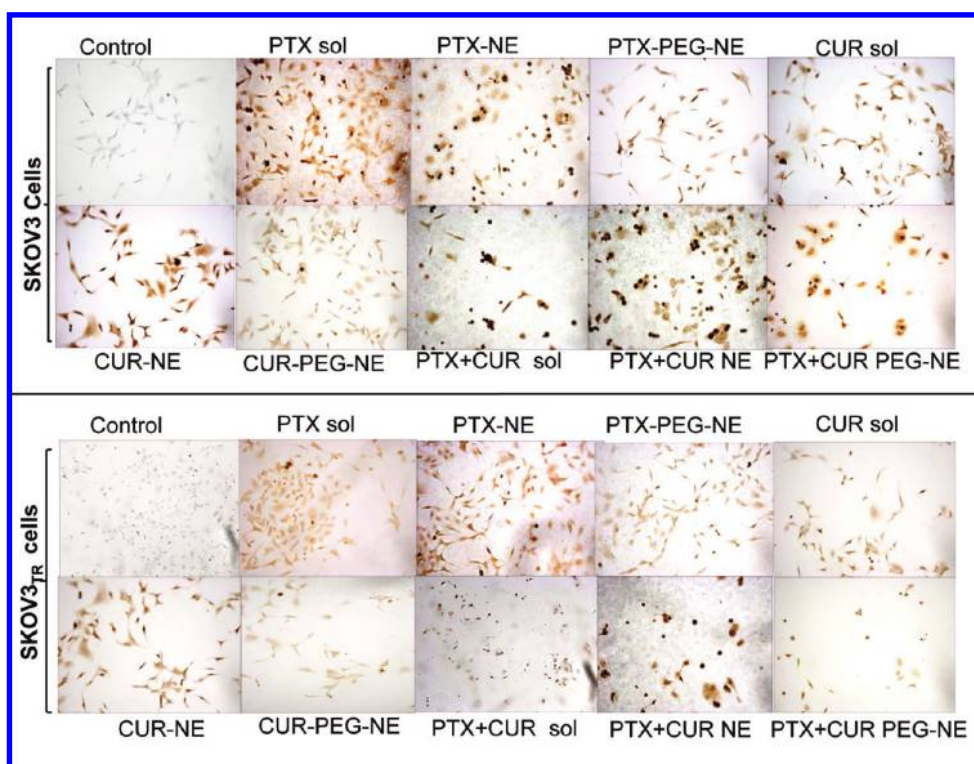 Control PTX sol PTX-NE PTX-PEG-NE CUR sol
SKOV3 Cells
CUR-NE CUR-PEG-NE PTX+CUR sol PTX+CUR NE PTX+CUR PEG-NE
Control PTX sol PTX-NE PTX-PEG-NE CUR sol
SKOV3TR cells
CUR-NE CUR-PEG-NE PTX+CUR sol PTX+CUR NE PTX+CUR PEG-NE